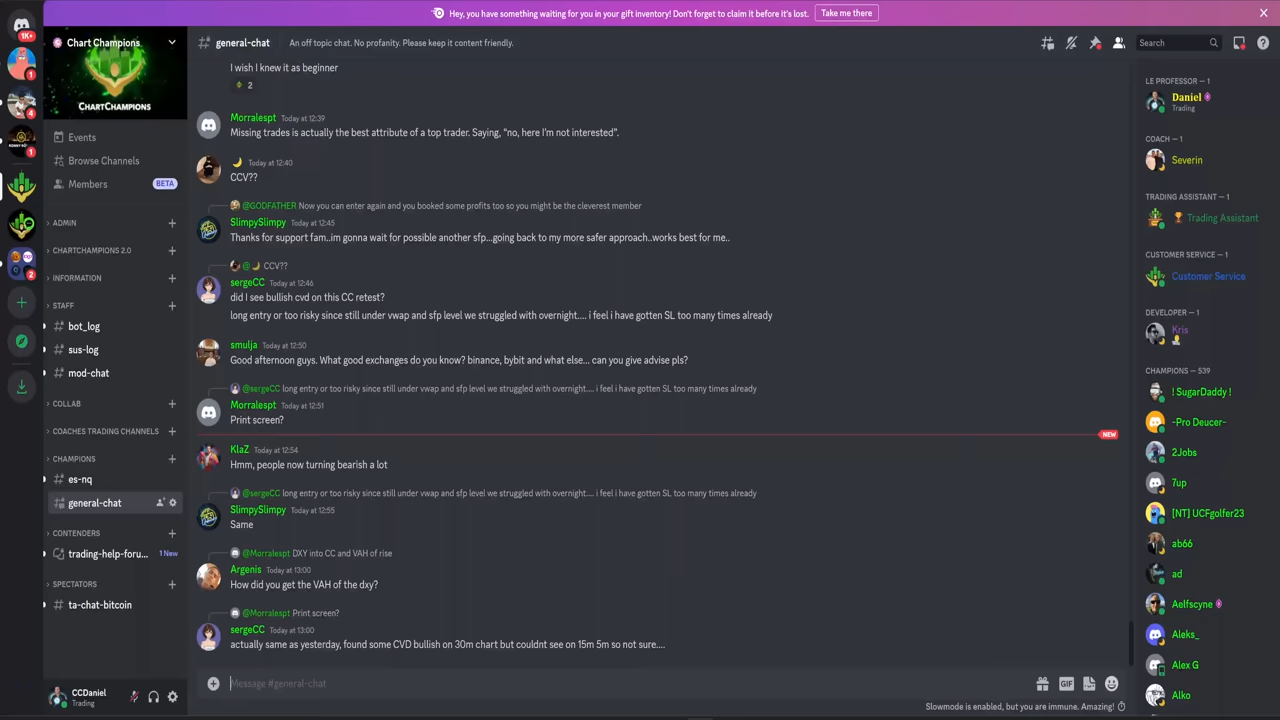 Hey, you have something waiting for you in your gift inventory! Don't forget to claim it before it's lost.
Take me there
1K+
1
4
1
2
Chart Champions
CHARTCHAMPIONS
Events
Browse Channels
Members
BETA
ADMIN
CHARTCHAMPIONS 2.0
INFORMATION
STAFF
bot_log
sus-log
mod-chat
COLLAB
COACHES TRADING CHANNELS
CHAMPIONS
es-nq
general-chat
CONTENDERS
trading-help-foru...
1 New
SPECTATORS
ta-chat-bitcoin
CCDaniel
Trading
general-chat
An off topic chat. No profanity. Please keep it content friendly.
Search
I wish I knew it as beginner
2
Morralespt Today at 12:39
Missing trades is actually the best attribute of a top trader. Saying, “no, here I'm not interested”.
🌙 Today at 12:40
CCV??
@GODFATHER Now you can enter again and you booked some profits too so you might be the cleverest member
SlimpySlimpy Today at 12:45
Thanks for support fam..im gonna wait for possible another sfp...going back to my more safer approach..works best for me..
@🌙 CCV??
sergeCC Today at 12:46
did I see bullish cvd on this CC retest?
long entry or too risky since still under vwap and sfp level we struggled with overnight.... i feel i have gotten SL too many times already
smulja Today at 12:50
Good afternoon guys. What good exchanges do you know? binance, bybit and what else... can you give advise pls?
@sergeCC long entry or too risky since still under vwap and sfp level we struggled with overnight.... i feel i have gotten SL too many times already
Morralespt Today at 12:51
Print screen?
NEW
KlaZ Today at 12:54
Hmm, people now turning bearish a lot
@sergeCC long entry or too risky since still under vwap and sfp level we struggled with overnight.... i feel i have gotten SL too many times already
SlimpySlimpy Today at 12:55
Same
@Morralespt DXY into CC and VAH of rise
Argenis Today at 13:00
How did you get the VAH of the dxy?
@Morralespt Print screen?
sergeCC Today at 13:00
actually same as yesterday, found some CVD bullish on 30m chart but couldnt see on 15m 5m so not sure....
Message #general-chat
GIF
Slowmode is enabled, but you are immune. Amazing!
LE PROFESSOR — 1
Daniel
Trading
COACH — 1
Severin
TRADING ASSISTANT — 1
🏆 Trading Assistant
CUSTOMER SERVICE — 1
Customer Service
DEVELOPER — 1
Kris
CHAMPIONS — 539
! SugarDaddy !
-Pro Deucer-
2Jobs
7up
[NT] UCFgolfer23
ab66
ad
Aelfscyne
Aleks_
Alex G
Alko